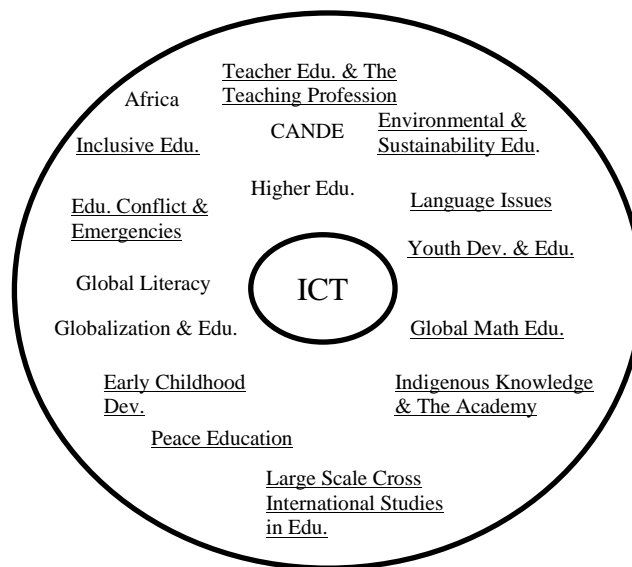 Teacher Edu. & The
Teaching Profession
Africa
CANDE
Environmental &
Sustainability Edu.
Inclusive Edu.
Higher Edu.
Language Issues
Edu. Conflict &
Emergencies
Youth Dev. & Edu.
Global Literacy
ICT
Globalization & Edu.
Global Math Edu.
Early Childhood
Dev.
Indigenous Knowledge
& The Academy
Peace Education
Large Scale Cross
International Studies
in Edu.